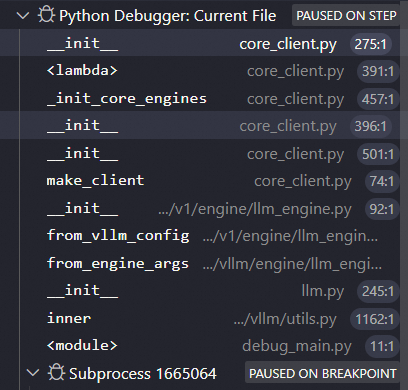 Python Debugger: Current File PAUSED ON STEP
__init__ core_client.py 275:1
<lambda> core_client.py 391:1
_init_core_engines core_client.py 457:1
__init__ core_client.py 396:1
__init__ core_client.py 501:1
make_client core_client.py 74:1
__init__ .../v1/engine/llm_engine.py 92:1
from_vllm_config .../v1/engine/llm_engin...
from_engine_args .../vllm/engine/llm_engi...
__init__ llm.py 245:1
inner .../vllm/utils.py 1162:1
<module> debug_main.py 11:1
Subprocess 1665064 PAUSED ON BREAKPOINT